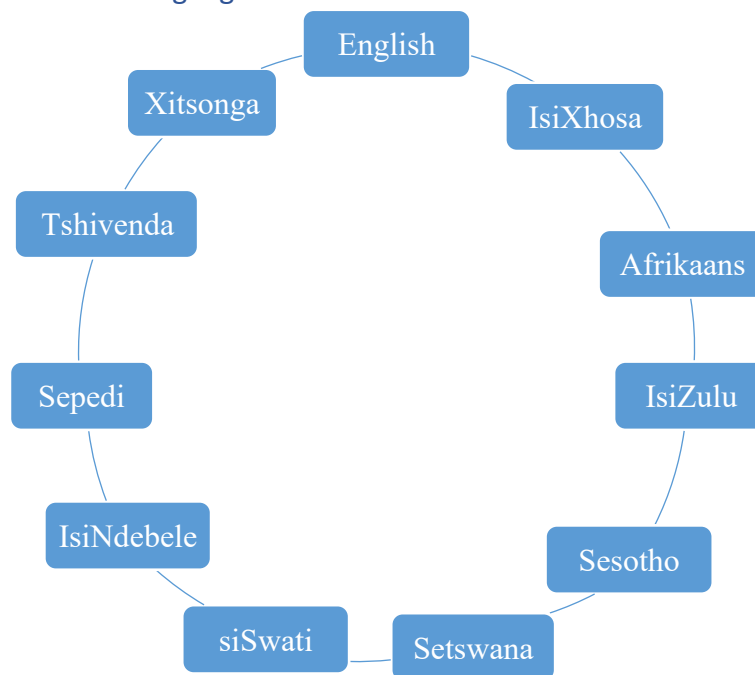 English
IsiXhosa
Afrikaans
IsiZulu
Sesotho
Setswana
siSwati
IsiNdebele
Sepedi
Tshivenda
Xitsonga